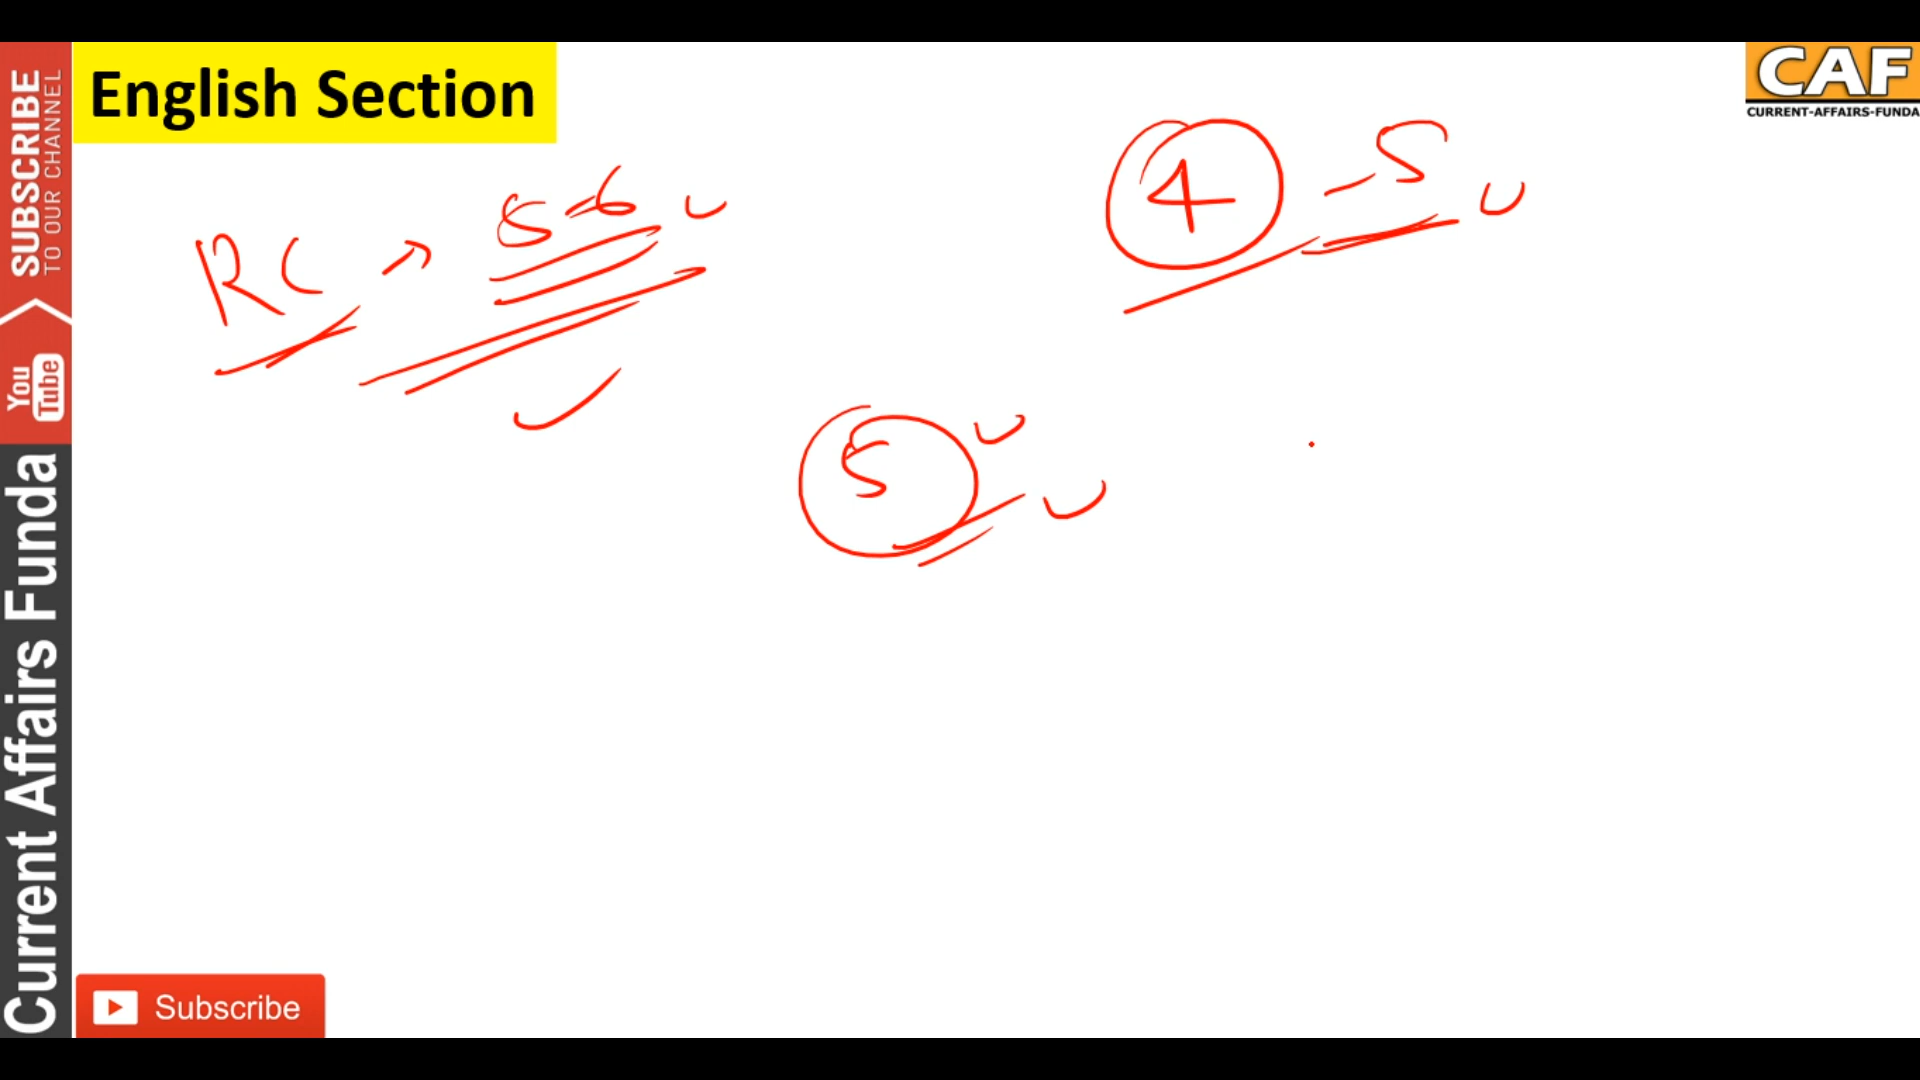 English Section
CAF
CURRENT-AFFAIRS-FUNDA
SUBSCRIBE
TO OUR CHANNEL
You
Tube
Current Affairs Funda
RC → 5-6
4 - 5
5
Subscribe